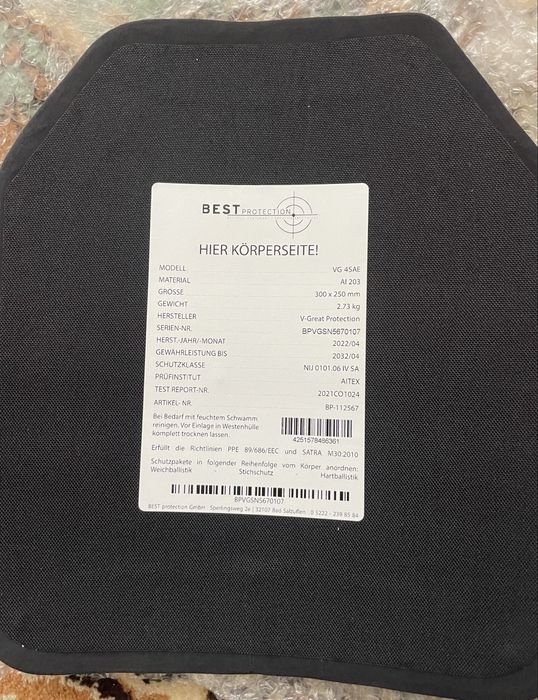 BEST PROTECTION
HIER KÖRPERSEITE!
MODELL VG 4SAE
MATERIAL Al 203
GRÖSSE 300 x 250 mm
GEWICHT 2.73 kg
HERSTELLER V-Great Protection
SERIEN-NR. BPVGSN5670107
HERST.-JAHR/-MONAT 2022/04
GEWÄHRLEISTUNG BIS 2032/04
SCHUTZKLASSE NIJ 0101.06 IV SA
PRÜFINSTITUT AITEX
TEST REPORT-NR. 2021CO1024
ARTIKEL- NR. BP-112567
Bei Bedarf mit feuchtem Schwamm
reinigen. Vor Einlage in Westenhülle
komplett trocknen lassen.
4251578486361
Erfüllt die Richtlinien PPE 89/686/EEC und SATRA M30:2010
Schutzpakete in folgender Reihenfolge vom Körper anordnen:
Weichballistik - Stichschutz - Hartballistik
BPVGSN5670107
BEST protection GmbH | Sperlingsweg 2e | 32107 Bad Salzuflen | 0 5222 - 239 85 84